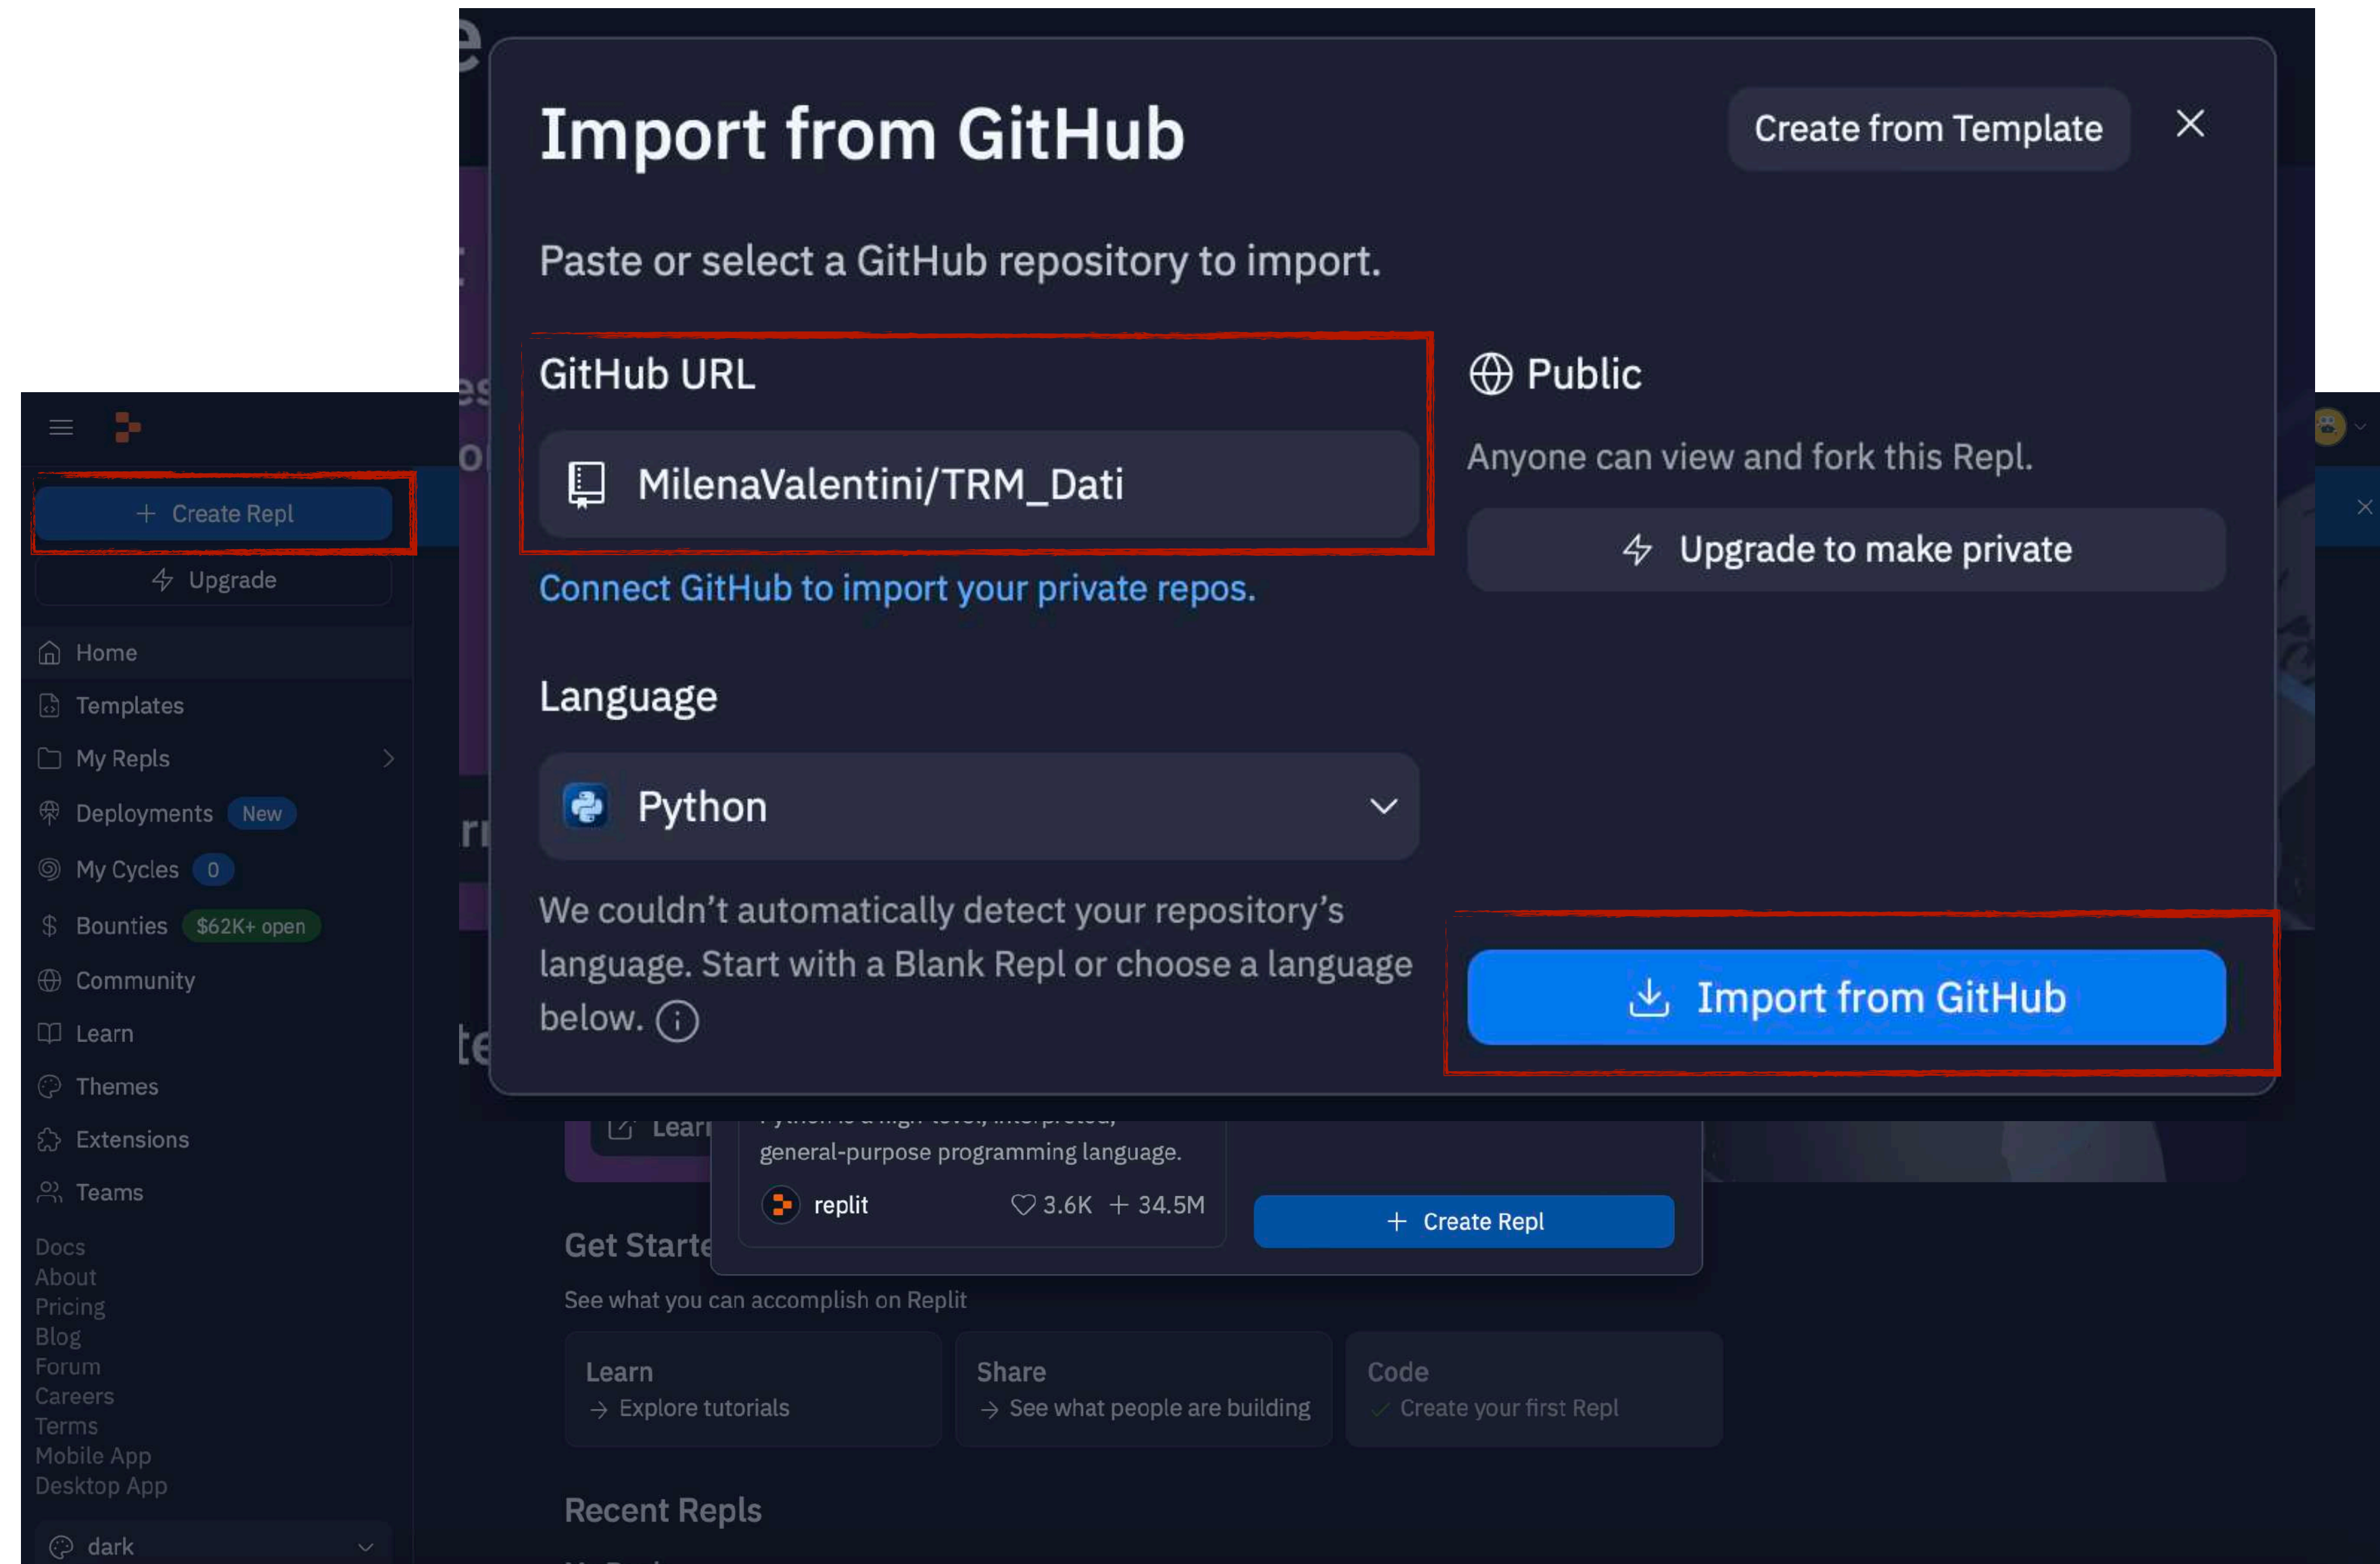 Import from GitHub
Create from Template
Paste or select a GitHub repository to import.
GitHub URL
MilenaValentini/TRM_Dati
Connect GitHub to import your private repos.
Public
Anyone can view and fork this Repl.
Upgrade to make private
Language
Python
We couldn't automatically detect your repository's
language. Start with a Blank Repl or choose a language
below.
Import from GitHub
+ Create Repl
Upgrade
Home
Templates
My Repls
Deployments New
My Cycles 0
Bounties $62K+ open
Community
Learn
Themes
Extensions
Teams
Docs
About
Pricing
Blog
Forum
Careers
Terms
Mobile App
Desktop App
dark
general-purpose programming language.
replit 3.6K + 34.5M
+ Create Repl
See what you can accomplish on Replit
Learn
→ Explore tutorials
Share
→ See what people are building
Code
✓ Create your first Repl
Recent Repls